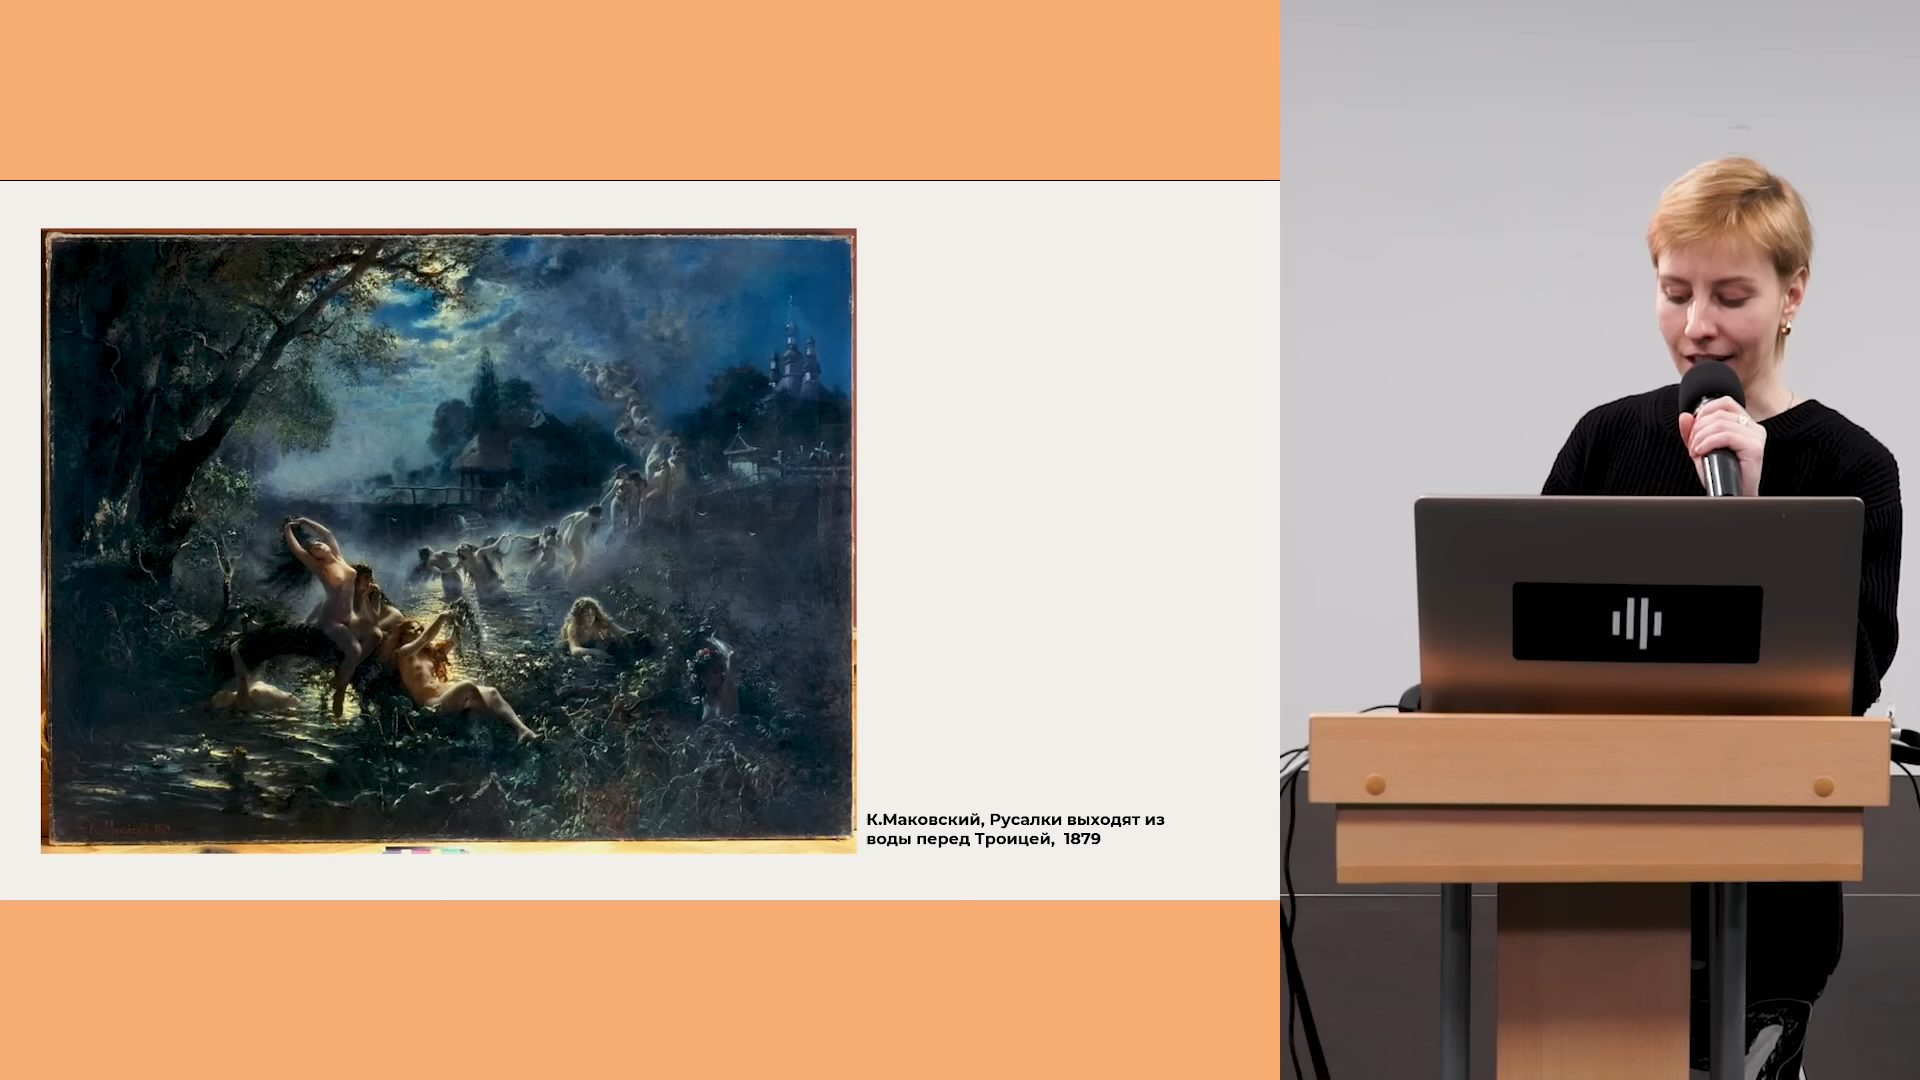 К.Маковский, Русалки выходят из
воды перед Троицей, 1879